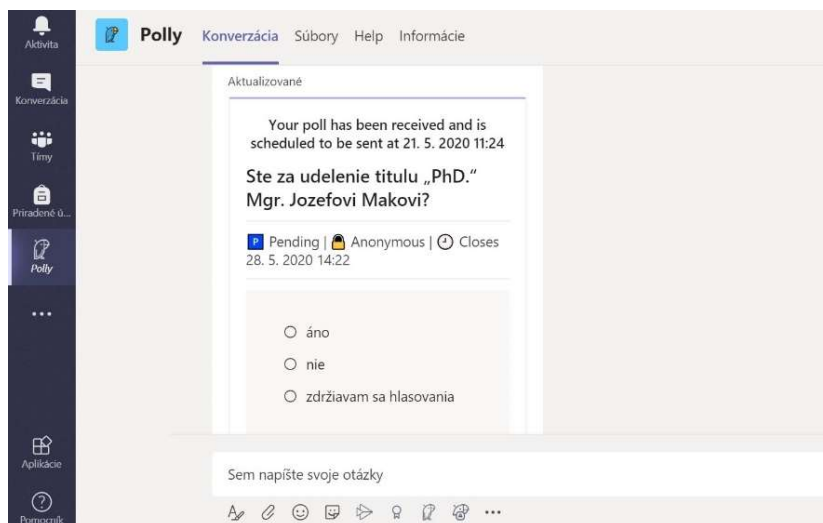 Aktivita
Konverzácia
Tímy
Priradené ú...
Polly
Aplikácie
Pomocník
Polly Konverzácia Súbory Help Informácie
Aktualizované
Your poll has been received and is
scheduled to be sent at 21. 5. 2020 11:24
Ste za udelenie titulu „PhD.“
Mgr. Jozefovi Makovi?
P Pending | Anonymous | Closes
28. 5. 2020 14:22
áno
nie
zdržiavam sa hlasovania
Sem napíšte svoje otázky